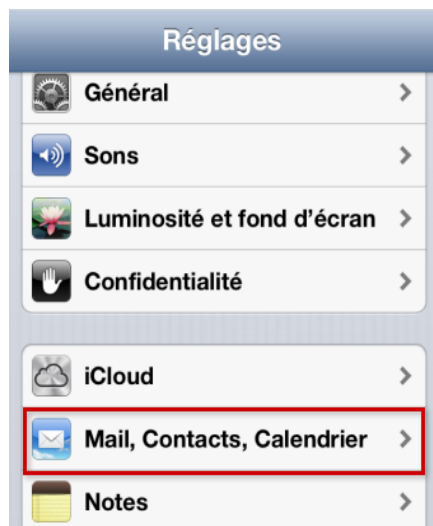 Réglages
Général
Sons
Luminosité et fond d'écran
Confidentialité
iCloud
Mail, Contacts, Calendrier
Notes